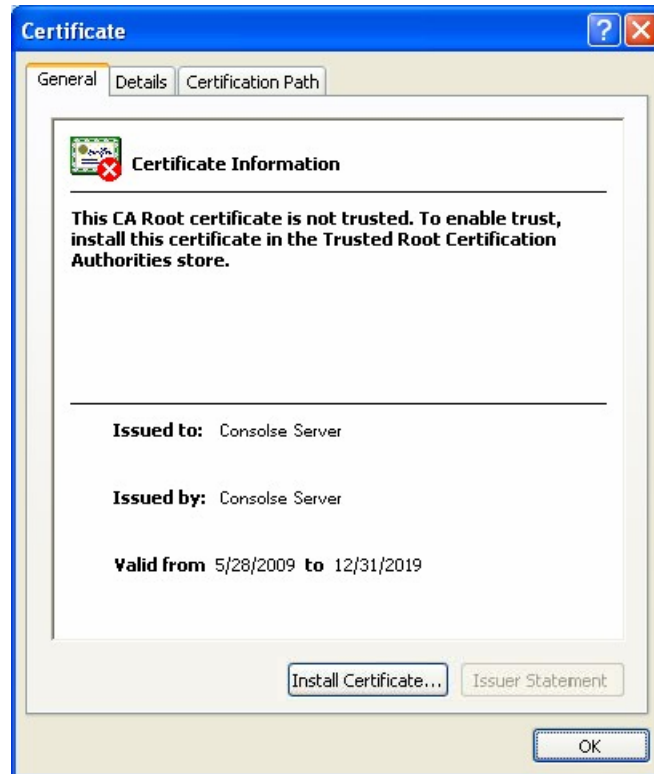 Certificate
General Details Certification Path
Certificate Information
This CA Root certificate is not trusted. To enable trust,
install this certificate in the Trusted Root Certification
Authorities store.
Issued to: Consolse Server
Issued by: Consolse Server
Valid from 5/28/2009 to 12/31/2019
Install Certificate... Issuer Statement
OK